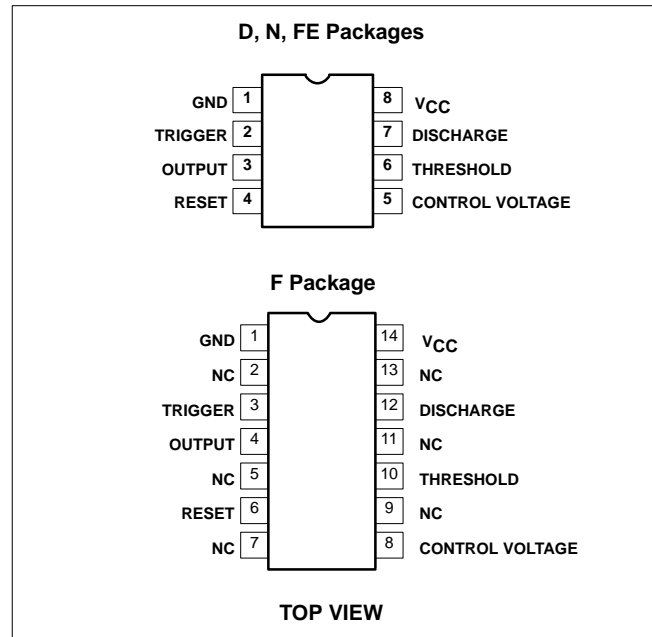 D, N, FE Packages
GND 1 8 VCC
TRIGGER 2 7 DISCHARGE
OUTPUT 3 6 THRESHOLD
RESET 4 5 CONTROL VOLTAGE
F Package
GND 1 14 VCC
NC 2 13 NC
TRIGGER 3 12 DISCHARGE
OUTPUT 4 11 NC
NC 5 10 THRESHOLD
RESET 6 9 NC
NC 7 8 CONTROL VOLTAGE
TOP VIEW